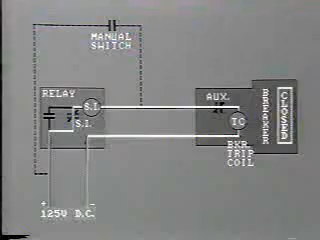 MANUAL
SWITCH
RELAY
S.I.
S.I.
AUX.
TC
BREAKER
CLOSED
BKR.
TRIP
COIL
+ -
125V D.C.